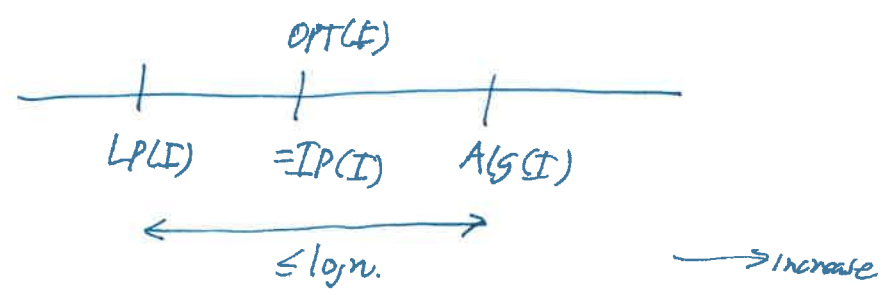 OPT(I)
LP(I) =IP(I) Alg(I)
≤ log n.
increase